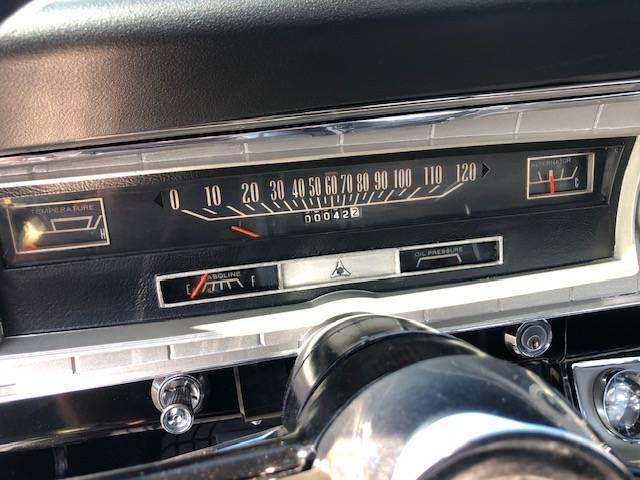 0 10 20 30 40 50 60 70 80 90 100 110 120
000422
TEMPERATURE
H
ALTERNATOR
C
GASOLINE
E F
OIL PRESSURE